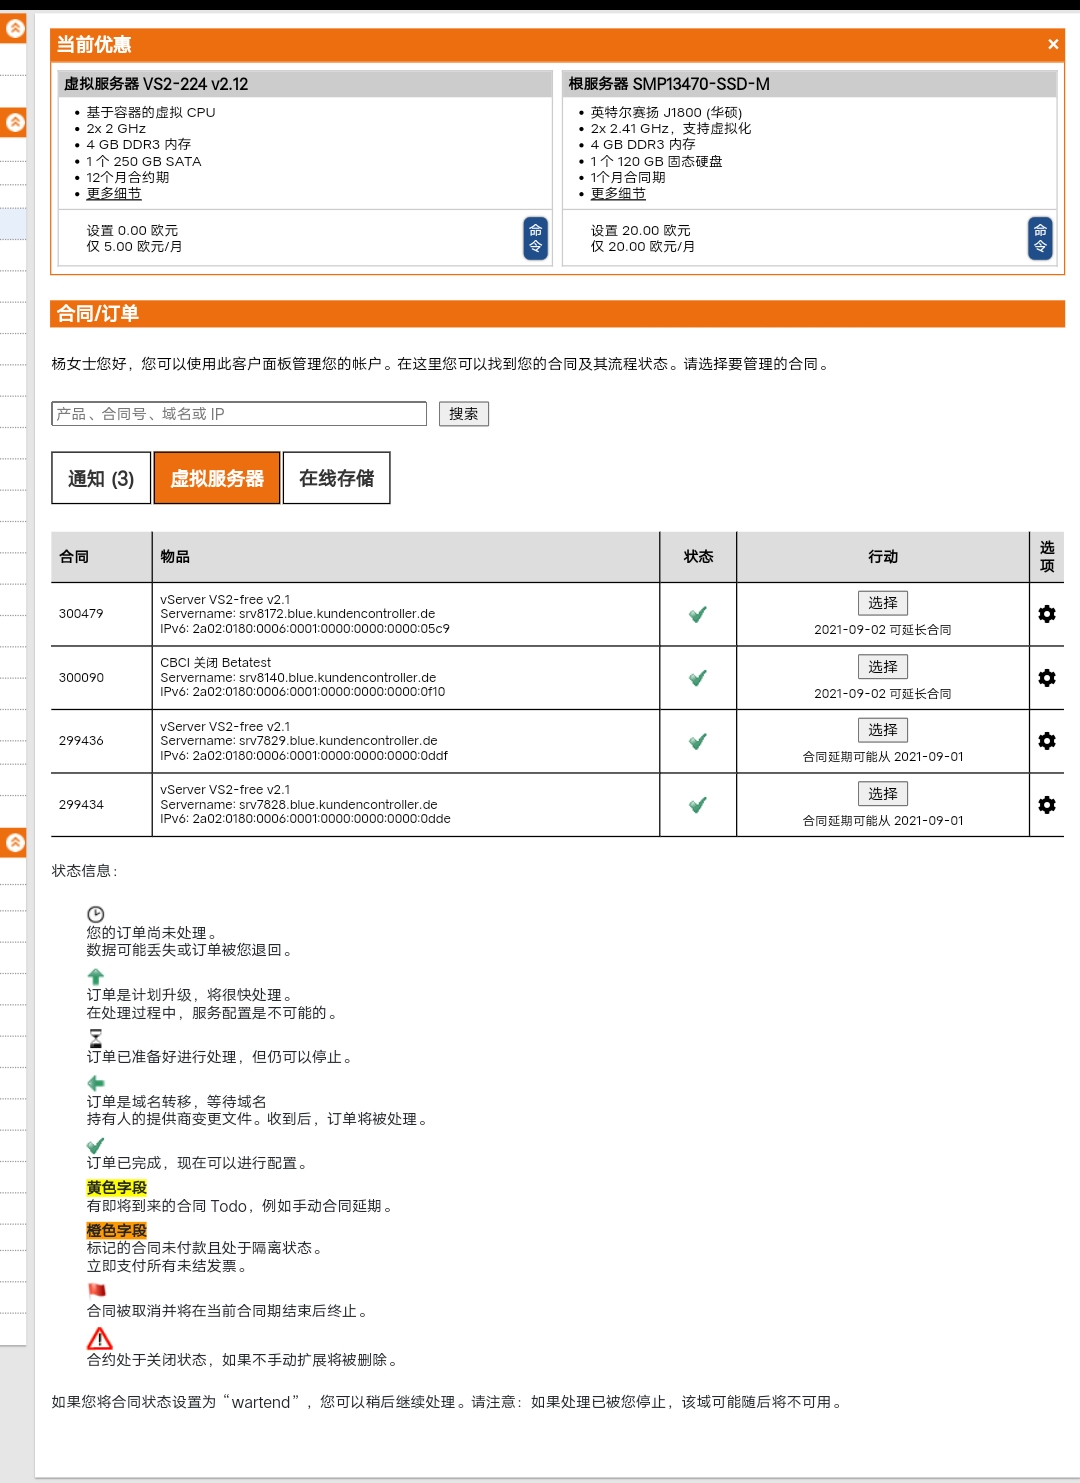 当前优惠
×
虚拟服务器 VS2-224 v2.12
• 基于容器的虚拟 CPU
• 2x 2 GHz
• 4 GB DDR3 内存
• 1 个 250 GB SATA
• 12个月合约期
• 更多细节
设置 0.00 欧元
仅 5.00 欧元/月
命令
根服务器 SMP13470-SSD-M
• 英特尔赛扬 J1800 (华硕)
• 2x 2.41 GHz，支持虚拟化
• 4 GB DDR3 内存
• 1 个 120 GB 固态硬盘
• 1个月合同期
• 更多细节
设置 20.00 欧元
仅 20.00 欧元/月
命令
合同/订单
杨女士您好，您可以使用此客户面板管理您的帐户。在这里您可以找到您的合同及其流程状态。请选择要管理的合同。
产品、合同号、域名或 IP
搜索
通知 (3)
虚拟服务器
在线存储
合同 物品 状态 行动 选项
300479
vServer VS2-free v2.1
Servername: srv8172.blue.kundencontroller.de
IPv6: 2a02:0180:0006:0001:0000:0000:0000:05c9
选择
2021-09-02 可延长合同
300090
CBCI 关闭 Betatest
Servername: srv8140.blue.kundencontroller.de
IPv6: 2a02:0180:0006:0001:0000:0000:0000:0f10
选择
2021-09-02 可延长合同
299436
vServer VS2-free v2.1
Servername: srv7829.blue.kundencontroller.de
IPv6: 2a02:0180:0006:0001:0000:0000:0000:0ddf
选择
合同延期可能从 2021-09-01
299434
vServer VS2-free v2.1
Servername: srv7828.blue.kundencontroller.de
IPv6: 2a02:0180:0006:0001:0000:0000:0000:0dde
选择
合同延期可能从 2021-09-01
状态信息：
您的订单尚未处理。
数据可能丢失或订单被您退回。
订单是计划升级，将很快处理。
在处理过程中，服务配置是不可能的。
订单已准备好进行处理，但仍可以停止。
订单是域名转移，等待域名
持有人的提供商变更文件。收到后，订单将被处理。
订单已完成，现在可以进行配置。
黄色字段
有即将到来的合同 Todo，例如手动合同延期。
橙色字段
标记的合同未付款且处于隔离状态。
立即支付所有未结发票。
合同被取消并将在当前合同期结束后终止。
合约处于关闭状态，如果不手动扩展将被删除。
如果您将合同状态设置为“wartend”，您可以稍后继续处理。请注意：如果处理已被您停止，该域可能随后将不可用。